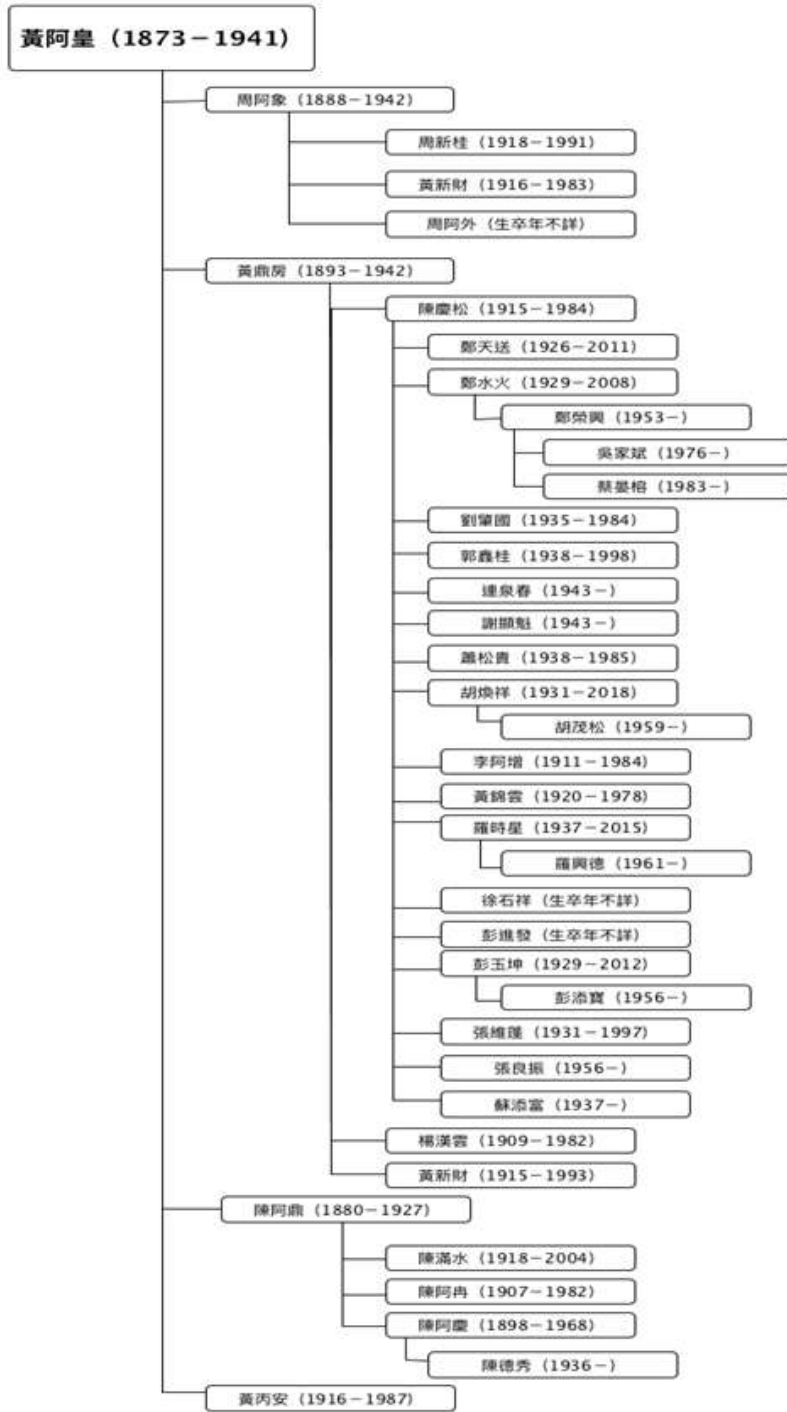 黃阿皇（1873－1941）
周阿象（1888－1942）
周新桂（1918－1991）
黃新財（1916－1983）
周阿外（生卒年不詳）
黃鼎房（1893－1942）
陳慶松（1915－1984）
鄭天送（1926－2011）
鄭水火（1929－2008）
鄭榮興（1953－）
吳家斌（1976－）
蔡晏榕（1983－）
劉肇國（1935－1984）
郭鑫桂（1938－1998）
連泉春（1943－）
謝顯魁（1943－）
蕭松貴（1938－1985）
胡煥祥（1931－2018）
胡茂松（1959－）
李阿增（1911－1984）
黃錦雲（1920－1978）
羅時星（1937－2015）
羅興德（1961－）
徐石祥（生卒年不詳）
彭進發（生卒年不詳）
彭玉坤（1929－2012）
彭添寶（1956－）
張維蓬（1931－1997）
張良振（1956－）
蘇添富（1937－）
楊漢雲（1909－1982）
黃新財（1915－1993）
陳阿鼎（1880－1927）
陳滿水（1918－2004）
陳阿冉（1907－1982）
陳阿慶（1898－1968）
陳德秀（1936－）
黃丙安（1916－1987）